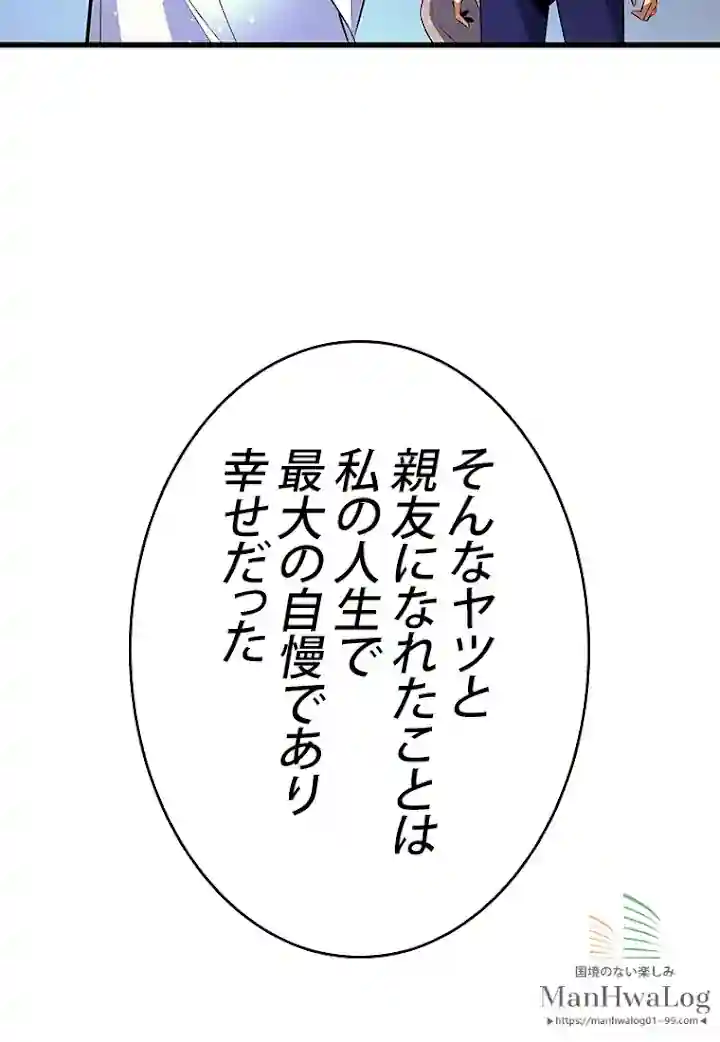 そんなヤツと
親友になれたことは
私の人生で
最大の自慢であり
幸せだった
国境のない楽しみ
ManHwaLog
▶https://manhwalog01-99.com◀